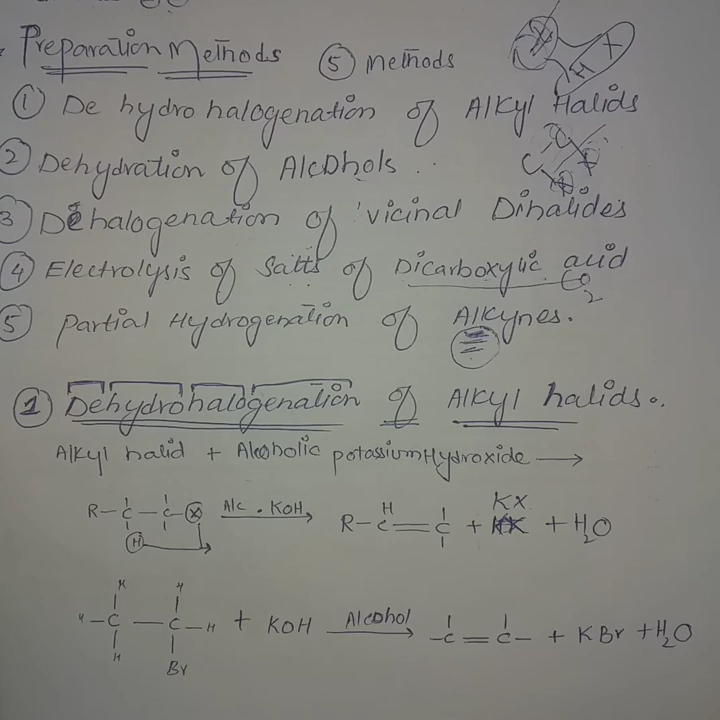 Preparation Methods ⑤ Methods
① De hydro halogenation of Alkyl Halids
② Dehydration of Alcohols.
③ Dehalogenation of vicinal Dihalides
④ Electrolysis of Salts of Dicarboxylic acid
CO2
⑤ Partial Hydrogenation of Alkynes.
① Dehydrohalogenation of Alkyl halids.
Alkyl halid + Alcoholic potassium Hydroxide →
R-C-C-X Alc. KOH → R-C=C + KX + H2O
H H
H H
H-C-C-H + KOH Alcohol → -C=C- + KBr + H2O
H Br